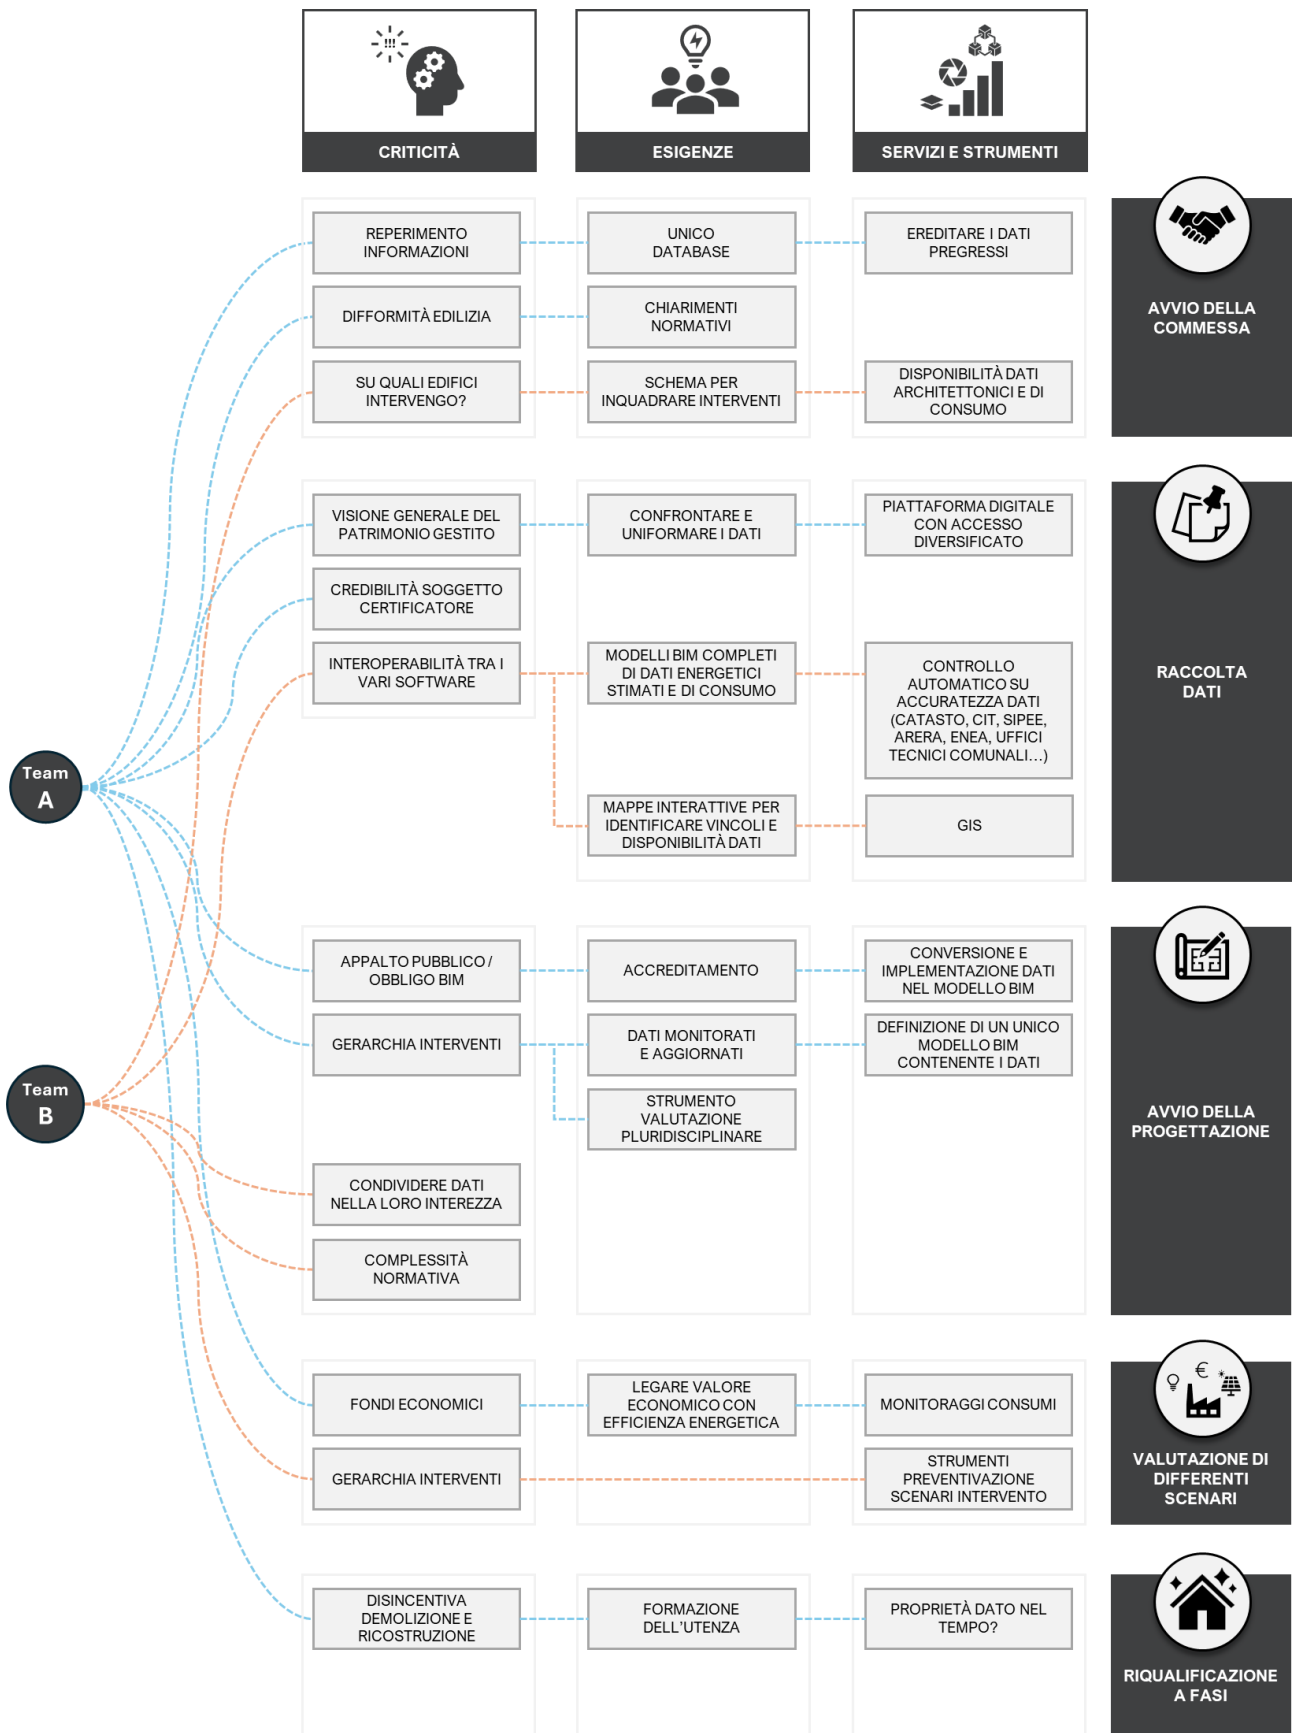 !!!
CRITICITÀ
ESIGENZE
SERVIZI E STRUMENTI
REPERIMENTO
INFORMAZIONI
UNICO
DATABASE
EREDITARE I DATI
PREGRESSI
DIFFORMITÀ EDILIZIA
CHIARIMENTI
NORMATIVI
SU QUALI EDIFICI
INTERVENGO?
SCHEMA PER
INQUADRARE INTERVENTI
DISPONIBILITÀ DATI
ARCHITETTONICI E DI
CONSUMO
AVVIO DELLA
COMMESSA
VISIONE GENERALE DEL
PATRIMONIO GESTITO
CONFRONTARE E
UNIFORMARE I DATI
PIATTAFORMA DIGITALE
CON ACCESSO
DIVERSIFICATO
CREDIBILITÀ SOGGETTO
CERTIFICATORE
INTEROPERABILITÀ TRA I
VARI SOFTWARE
MODELLI BIM COMPLETI
DI DATI ENERGETICI
STIMATI E DI CONSUMO
CONTROLLO
AUTOMATICO SU
ACCURATEZZA DATI
(CATASTO, CIT, SIPEE,
ARERA, ENEA, UFFICI
TECNICI COMUNALI...)
MAPPE INTERATTIVE PER
IDENTIFICARE VINCOLI E
DISPONIBILITÀ DATI
GIS
RACCOLTA
DATI
Team
A
APPALTO PUBBLICO /
OBBLIGO BIM
ACCREDITAMENTO
CONVERSIONE E
IMPLEMENTAZIONE DATI
NEL MODELLO BIM
GERARCHIA INTERVENTI
DATI MONITORATI
E AGGIORNATI
DEFINIZIONE DI UN UNICO
MODELLO BIM
CONTENENTE I DATI
STRUMENTO
VALUTAZIONE
PLURIDISCIPLINARE
CONDIVIDERE DATI
NELLA LORO INTEREZZA
COMPLESSITÀ
NORMATIVA
AVVIO DELLA
PROGETTAZIONE
Team
B
FONDI ECONOMICI
LEGARE VALORE
ECONOMICO CON
EFFICIENZA ENERGETICA
MONITORAGGI CONSUMI
GERARCHIA INTERVENTI
STRUMENTI
PREVENTIVAZIONE
SCENARI INTERVENTO
€
VALUTAZIONE DI
DIFFERENTI
SCENARI
DISINCENTIVA
DEMOLIZIONE E
RICOSTRUZIONE
FORMAZIONE
DELL'UTENZA
PROPRIETÀ DATO NEL
TEMPO?
RIQUALIFICAZIONE
A FASI